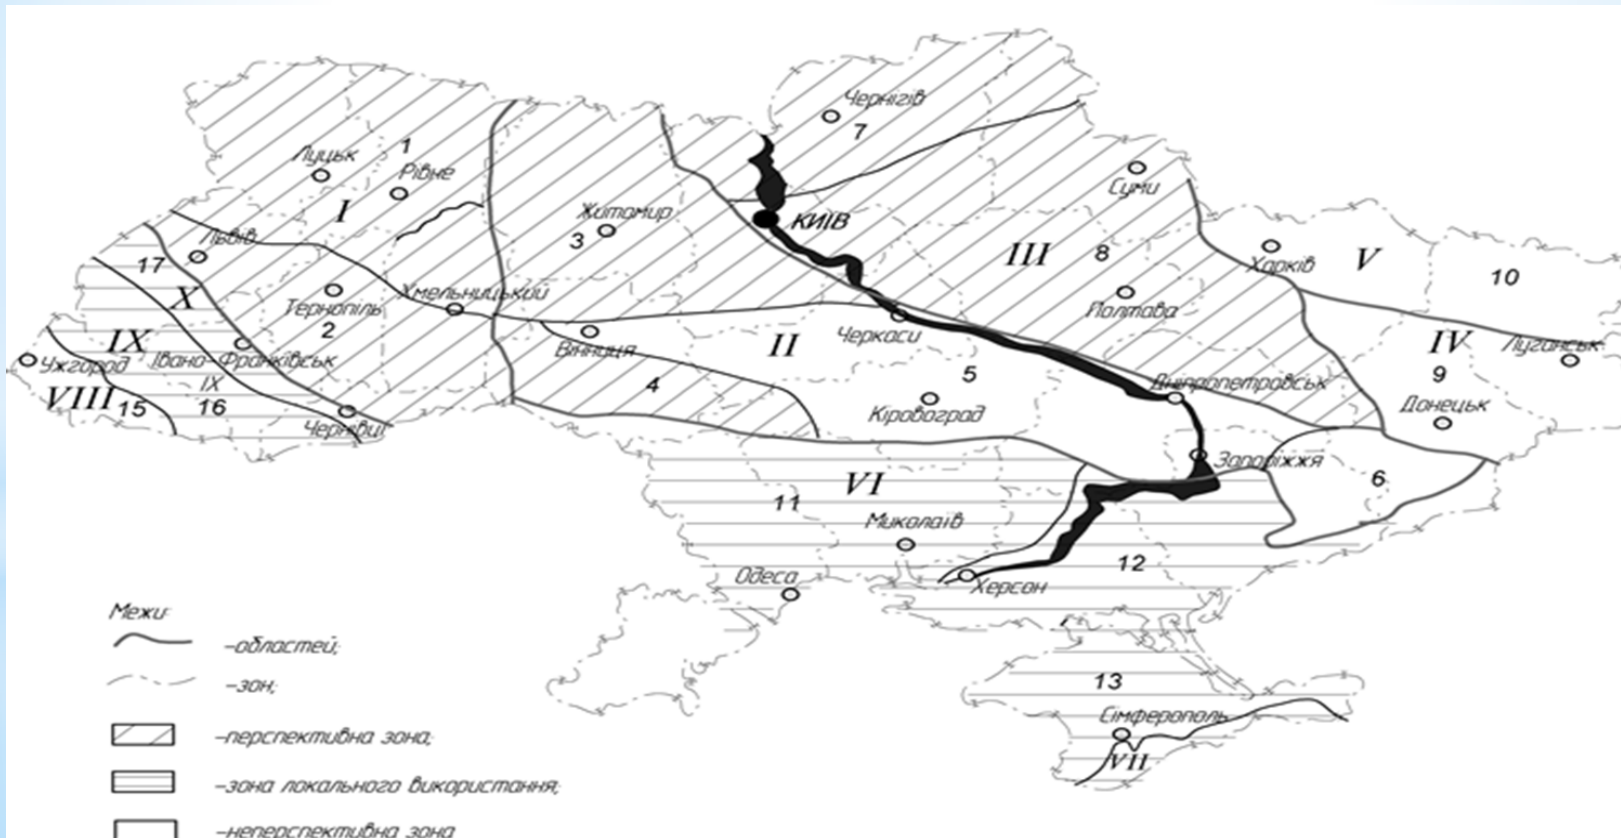 Чернігів
7
Луцьк
1
Рівне
I
Суми
КИЇВ
Житомир
3
Львів
17
III
8
Харків
V
10
X
Тернопіль
2
Хмельницький
Полтава
IX
Івано-Франківськ
Ужгород
IX
VIII
15
16
Чернівці
Вінниця
II
Черкаси
4
5
Кіровоград
Дніпропетровськ
IV
Луганськ
9
Донецьк
Запоріжжя
6
VI
11
Миколаїв
12
Одеса
Херсон
13
Сімферополь
VII
Межи:
-областей;
-зон;
-перспективна зона;
-зона локального використання;
-неперспективна зона